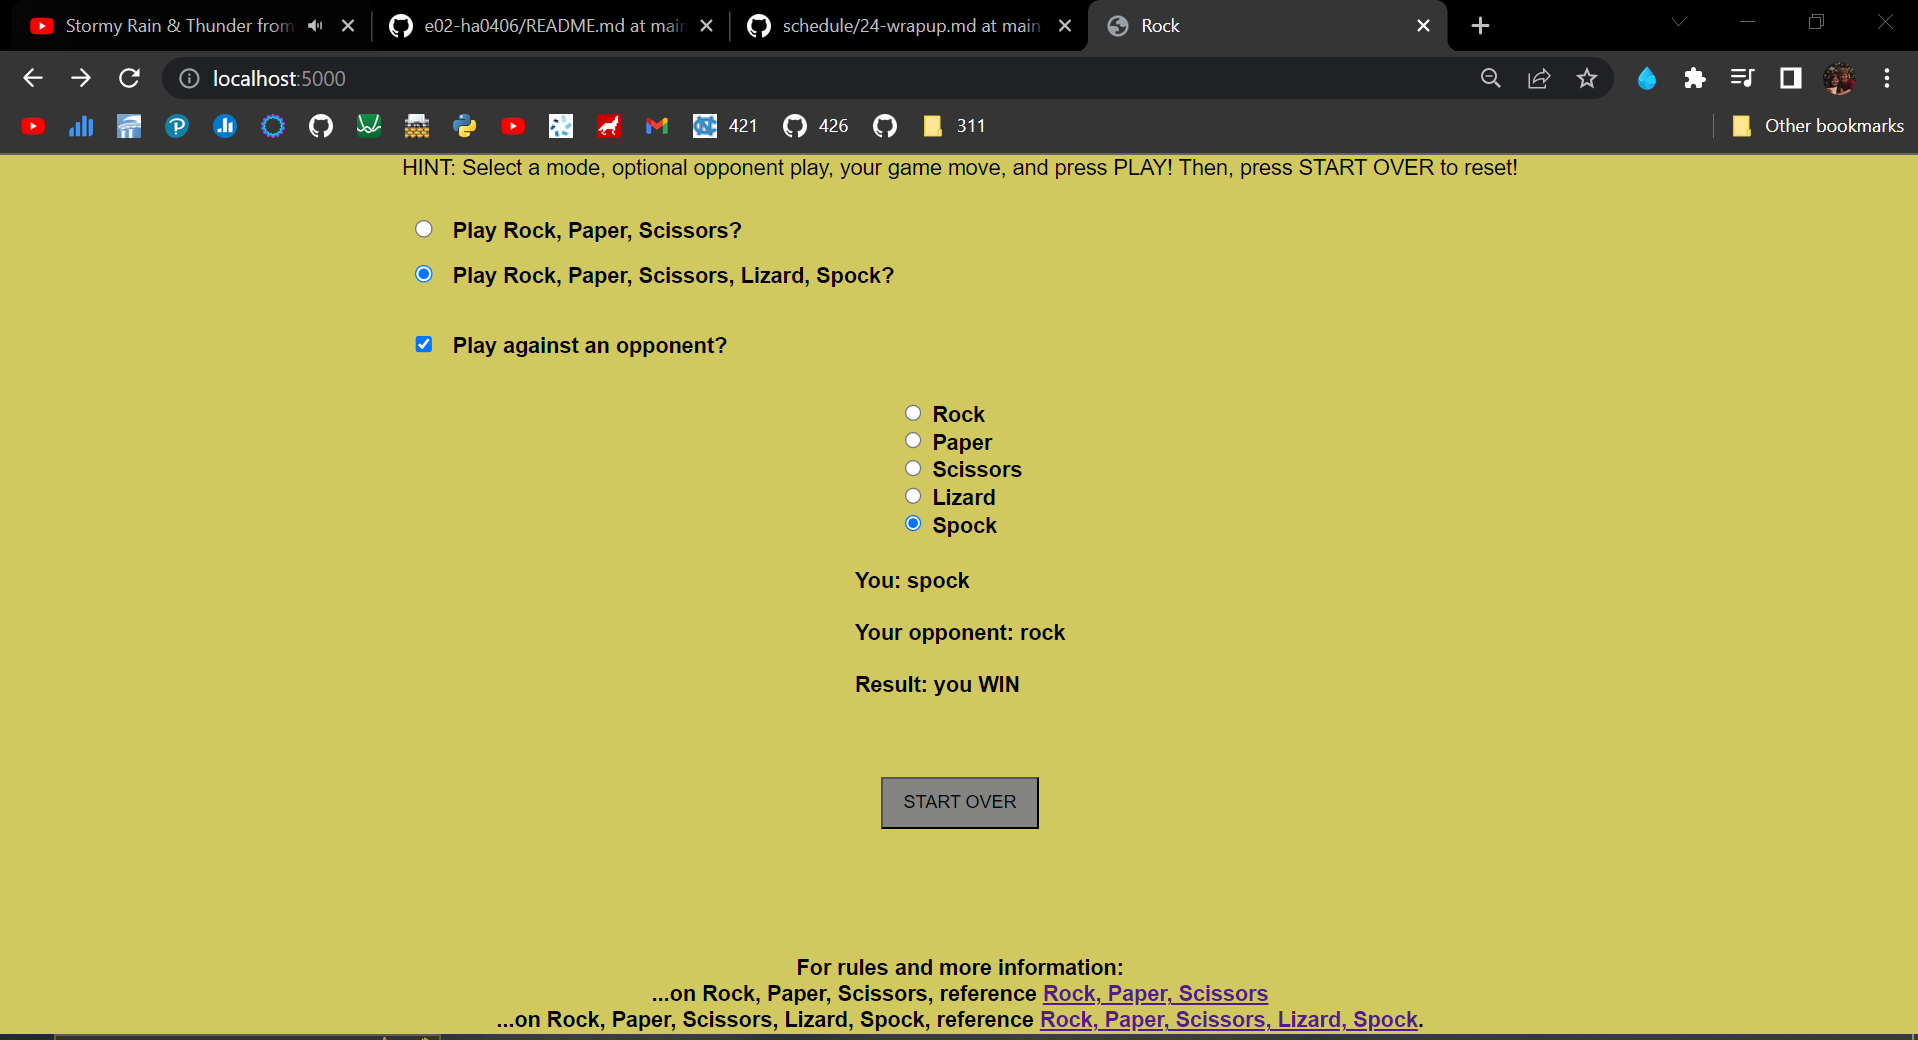 Stormy Rain & Thunder from
e02-ha0406/README.md at main
schedule/24-wrapup.md at main
Rock
localhost:5000
421
426
311
Other bookmarks
HINT: Select a mode, optional opponent play, your game move, and press PLAY! Then, press START OVER to reset!
Play Rock, Paper, Scissors?
Play Rock, Paper, Scissors, Lizard, Spock?
Play against an opponent?
Rock
Paper
Scissors
Lizard
Spock
You: spock
Your opponent: rock
Result: you WIN
START OVER
For rules and more information:
...on Rock, Paper, Scissors, reference Rock, Paper, Scissors
...on Rock, Paper, Scissors, Lizard, Spock, reference Rock, Paper, Scissors, Lizard, Spock.